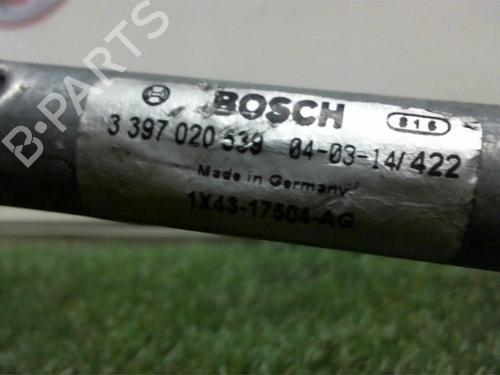 BOSCH 816
3 397 020 539 04-03-14/422
Made in Germany
1X43-17504-AG
B-PARTS